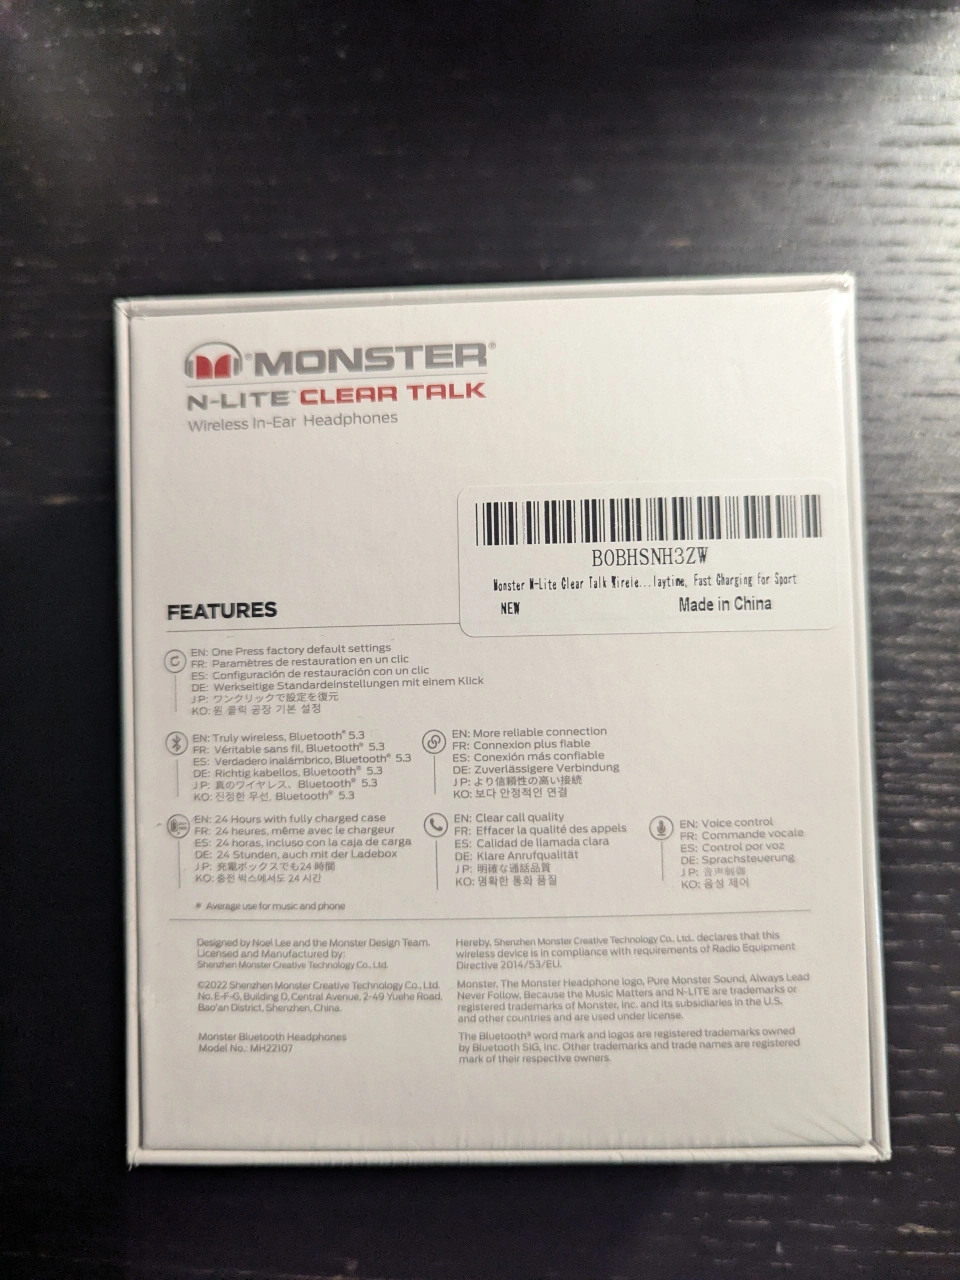 MONSTER®
N-LITE™ CLEAR TALK
Wireless In-Ear Headphones
B0BHSNH3ZW
Monster N-Lite Clear Talk Wirele...laytime, Fast Charging for Sport
NEW Made in China
FEATURES
EN: One Press factory default settings
FR: Paramètres de restauration en un clic
ES: Configuración de restauración con un clic
DE: Werkseitige Standardeinstellungen mit einem Klick
JP: ワンクリックで設定を復元
KO: 원 클릭 공장 기본 설정
EN: Truly wireless, Bluetooth® 5.3
FR: Véritable sans fil, Bluetooth® 5.3
ES: Verdadero inalámbrico, Bluetooth® 5.3
DE: Richtig kabellos, Bluetooth® 5.3
JP: 真のワイヤレス、Bluetooth® 5.3
KO: 진정한 무선, Bluetooth® 5.3
EN: More reliable connection
FR: Connexion plus fiable
ES: Conexión más confiable
DE: Zuverlässigere Verbindung
JP: より信頼性の高い接続
KO: 보다 안정적인 연결
EN: 24 Hours with fully charged case
FR: 24 heures, même avec le chargeur
ES: 24 horas, incluso con la caja de carga
DE: 24 Stunden, auch mit der Ladebox
JP: 充電ボックスでも24 時間
KO: 충전 박스에서도 24 시간
EN: Clear call quality
FR: Effacer la qualité des appels
ES: Calidad de llamada clara
DE: Klare Anrufqualität
JP: 明確な通話品質
KO: 명확한 통화 품질
EN: Voice control
FR: Commande vocale
ES: Control por voz
DE: Sprachsteuerung
JP: 音声制御
KO: 음성 제어
* Average use for music and phone
Designed by Noel Lee and the Monster Design Team.
Licensed and Manufactured by:
Shenzhen Monster Creative Technology Co., Ltd.
©2022 Shenzhen Monster Creative Technology Co., Ltd.
No. E-F-G, Building D, Central Avenue, 2-49 Yuehe Road,
Bao'an District, Shenzhen, China.
Monster Bluetooth Headphones
Model No.: MH22107
Hereby, Shenzhen Monster Creative Technology Co., Ltd. declares that this
wireless device is in compliance with requirements of Radio Equipment
Directive 2014/53/EU.
Monster, The Monster Headphone logo, Pure Monster Sound, Always Lead
Never Follow, Because the Music Matters and N-LITE are trademarks or
registered trademarks of Monster, Inc. and its subsidiaries in the U.S.
and other countries and are used under license.
The Bluetooth® word mark and logos are registered trademarks owned
by Bluetooth SIG, Inc. Other trademarks and trade names are registered
mark of their respective owners.